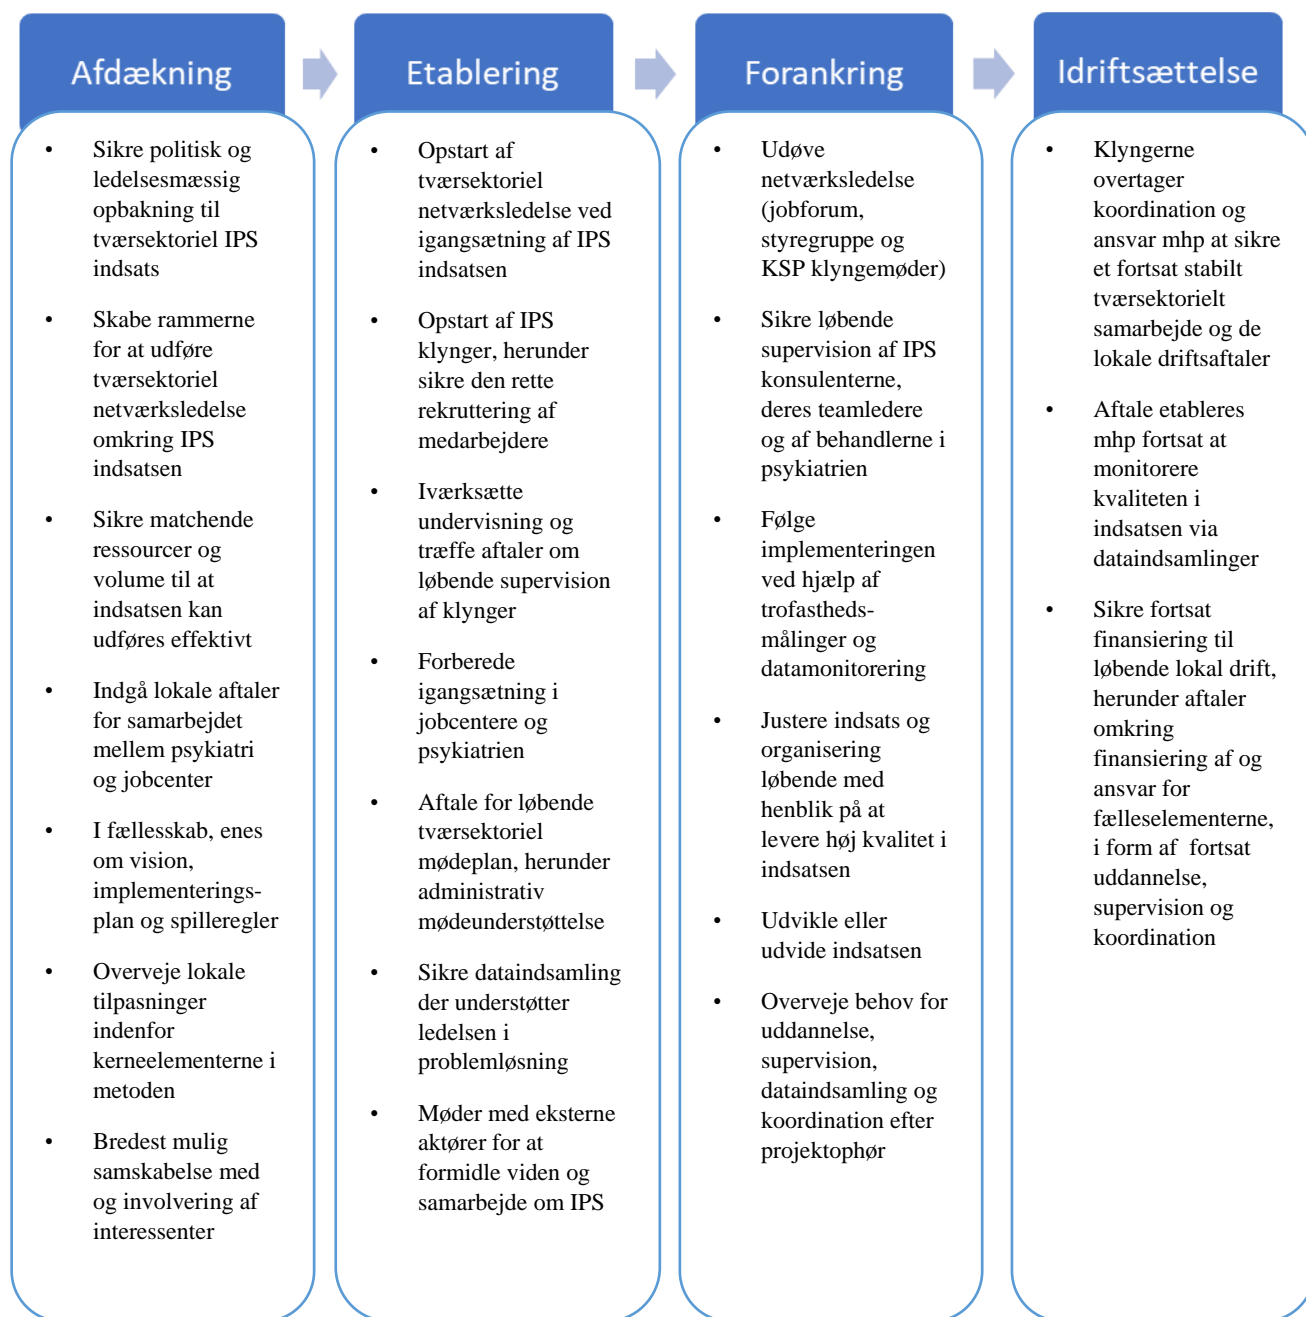 Afdækning
Sikre politisk og
ledelsesmæssig
opbakning til
tværsektoriel IPS
indsats
Skabe rammerne
for at udføre
tværsektoriel
netværksledelse
omkring IPS
indsatsen
Sikre matchende
ressourcer og
volume til at
indsatsen kan
udføres effektivt
Indgå lokale aftaler
for samarbejdet
mellem psykiatri
og jobcenter
I fællesskab, enes
om vision,
implementerings-
plan og spilleregler
Overveje lokale
tilpasninger
indenfor
kerneelementerne i
metoden
Bredest mulig
samskabelse med
og involvering af
interessenter
Etablering
Opstart af
tværsektoriel
netværksledelse ved
igangsætning af IPS
indsatsen
Opstart af IPS
klynger, herunder
sikre den rette
rekruttering af
medarbejdere
Iværksætte
undervisning og
træffe aftaler om
løbende supervision
af klynger
Forberede
igangsætning i
jobcentere og
psykiatrien
Aftale for løbende
tværsektoriel
mødeplan, herunder
administrativ
mødeunderstøttelse
Sikre dataindsamling
der understøtter
ledelsen i
problemløsning
Møder med eksterne
aktører for at
formidle viden og
samarbejde om IPS
Forankring
Udøve
netværksledelse
(jobforum,
styregruppe og
KSP klyngemøder)
Sikre løbende
supervision af IPS
konsulenterne,
deres teamledere
og af behandlerne i
psykiatrien
Følge
implementeringen
ved hjælp af
trofastheds-
målinger og
datamonitorering
Justere indsats og
organisering
løbende med
henblik på at
levere høj kvalitet i
indsatsen
Udvikle eller
udvide indsatsen
Overveje behov for
uddannelse,
supervision,
dataindsamling og
koordination efter
projektophør
Idriftsættelse
Klyngerne
overtager
koordination og
ansvar mhp at sikre
et fortsat stabilt
tværsektorielt
samarbejde og de
lokale driftsaftaler
Aftale etableres
mhp fortsat at
monitorere
kvaliteten i
indsatsen via
dataindsamlinger
Sikre fortsat
finansiering til
løbende lokal drift,
herunder aftaler
omkring
finansiering af og
ansvar for
fælleselementerne,
i form af  fortsat
uddannelse,
supervision og
koordination